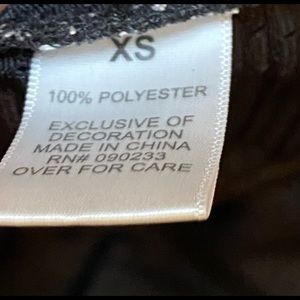 XS
100% POLYESTER
EXCLUSIVE OF
DECORATION
MADE IN CHINA
RN# 090233
OVER FOR CARE